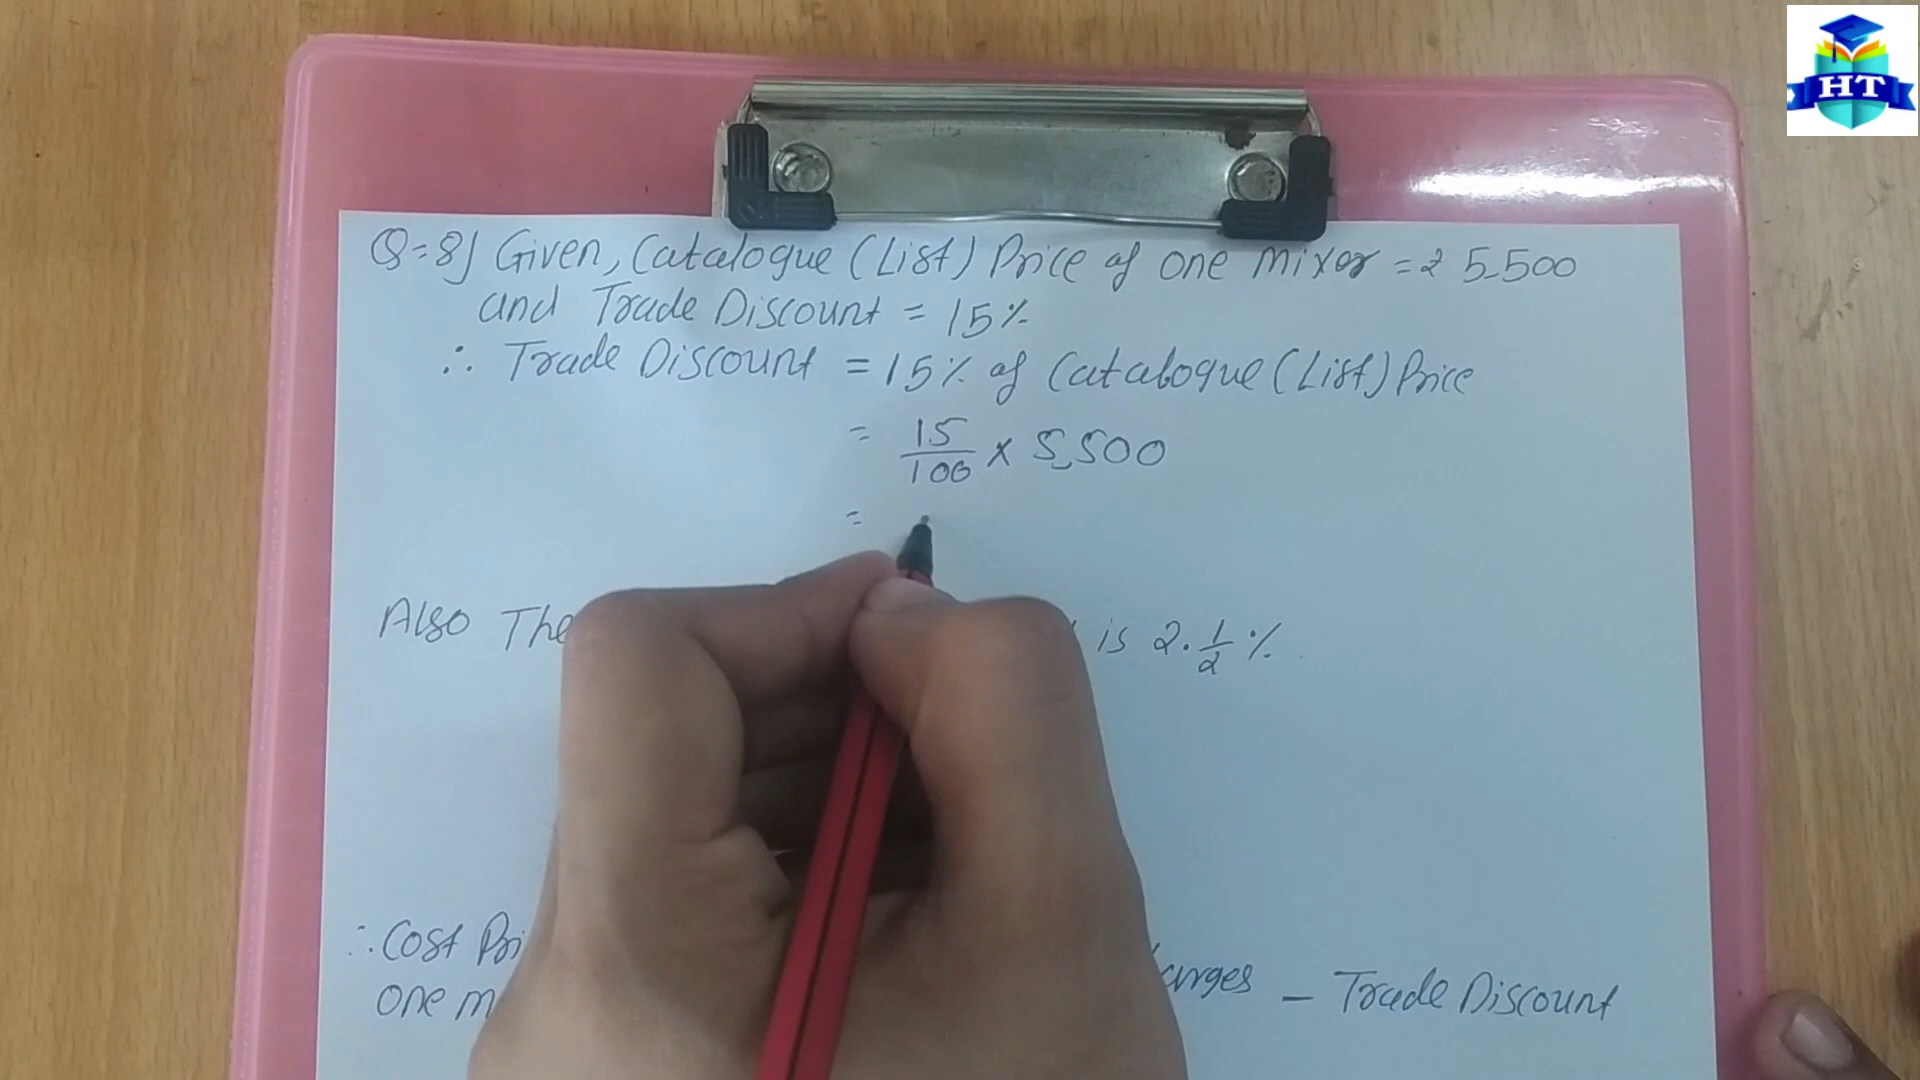 HT
Q=8) Given, Catalogue (List) Price of one mixer = ₹ 5,500
and Trade Discount = 15%
∴ Trade Discount = 15% of Catalogue (List) Price
= 15/100 × 5,500
=
Also The is 2.1/2 %
∴ Cost Pri
one m – Trade Discount